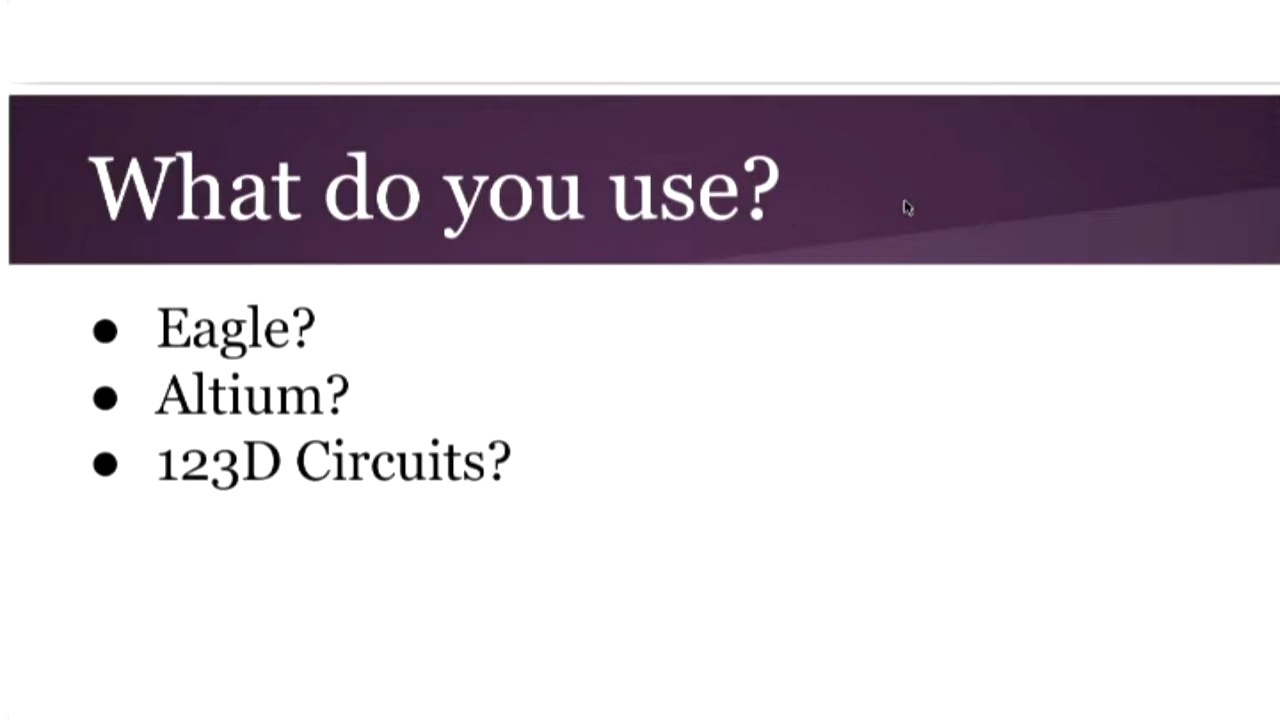 What do you use?
● Eagle?
● Altium?
● 123D Circuits?